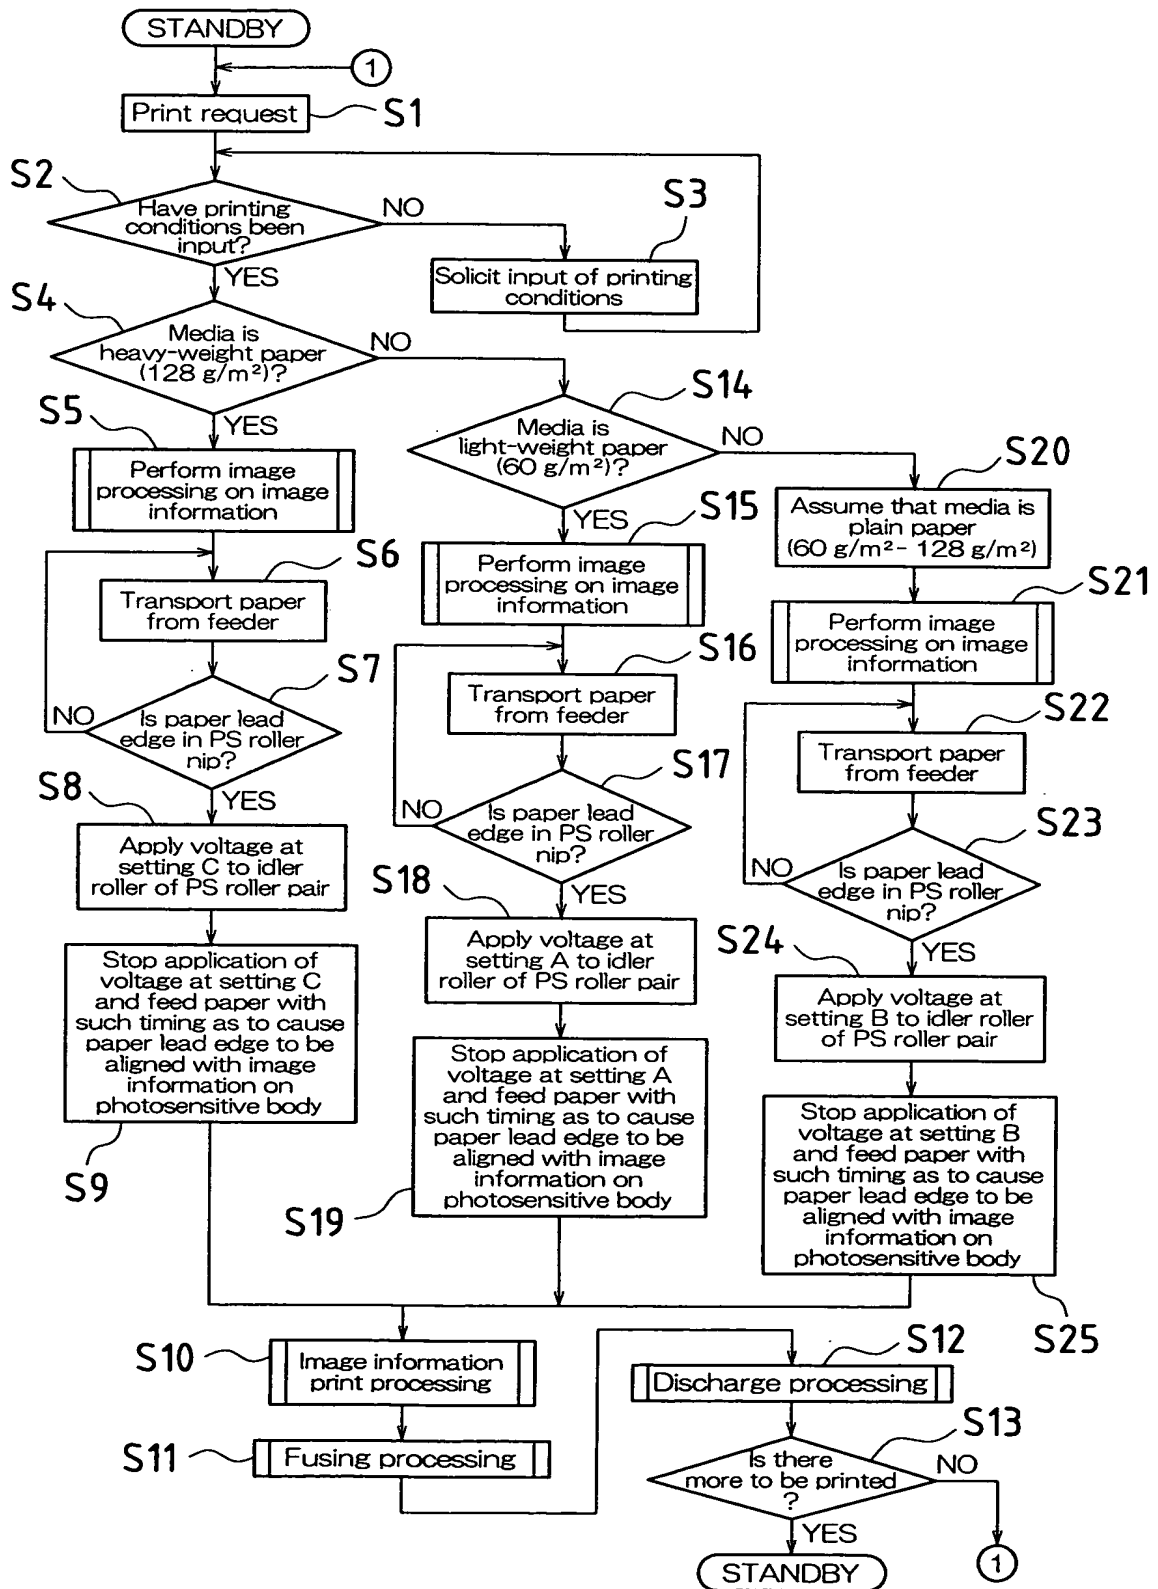 STANDBY
1
Print request
S1
S2
Have printing
conditions been
input?
NO
YES
S3
Solicit input of printing
conditions
S4
Media is
heavy-weight paper
(128 g/m²)?
NO
YES
S5
Perform image
processing on image
information
S6
Transport paper
from feeder
S7
Is paper lead
edge in PS roller
nip?
NO
YES
S8
Apply voltage at
setting C to idler
roller of PS roller pair
Stop application of
voltage at setting C
and feed paper with
such timing as to cause
paper lead edge to be
aligned with image
information on
photosensitive body
S9
S14
Media is
light-weight paper
(60 g/m²)?
NO
YES
S15
Perform image
processing on image
information
S16
Transport paper
from feeder
S17
Is paper lead
edge in PS roller
nip?
NO
YES
S18
Apply voltage at
setting A to idler
roller of PS roller pair
Stop application of
voltage at setting A
and feed paper with
such timing as to cause
paper lead edge to be
aligned with image
information on
photosensitive body
S19
S20
Assume that media is
plain paper
(60 g/m²- 128 g/m²)
S21
Perform image
processing on image
information
S22
Transport paper
from feeder
S23
Is paper lead
edge in PS roller
nip?
NO
YES
S24
Apply voltage at
setting B to idler roller
of PS roller pair
Stop application of
voltage at setting B
and feed paper with
such timing as to cause
paper lead edge to be
aligned with image
information on
photosensitive body
S25
S10
Image information
print processing
S11
Fusing processing
S12
Discharge processing
S13
Is there
more to be printed
?
NO
YES
1
STANDBY